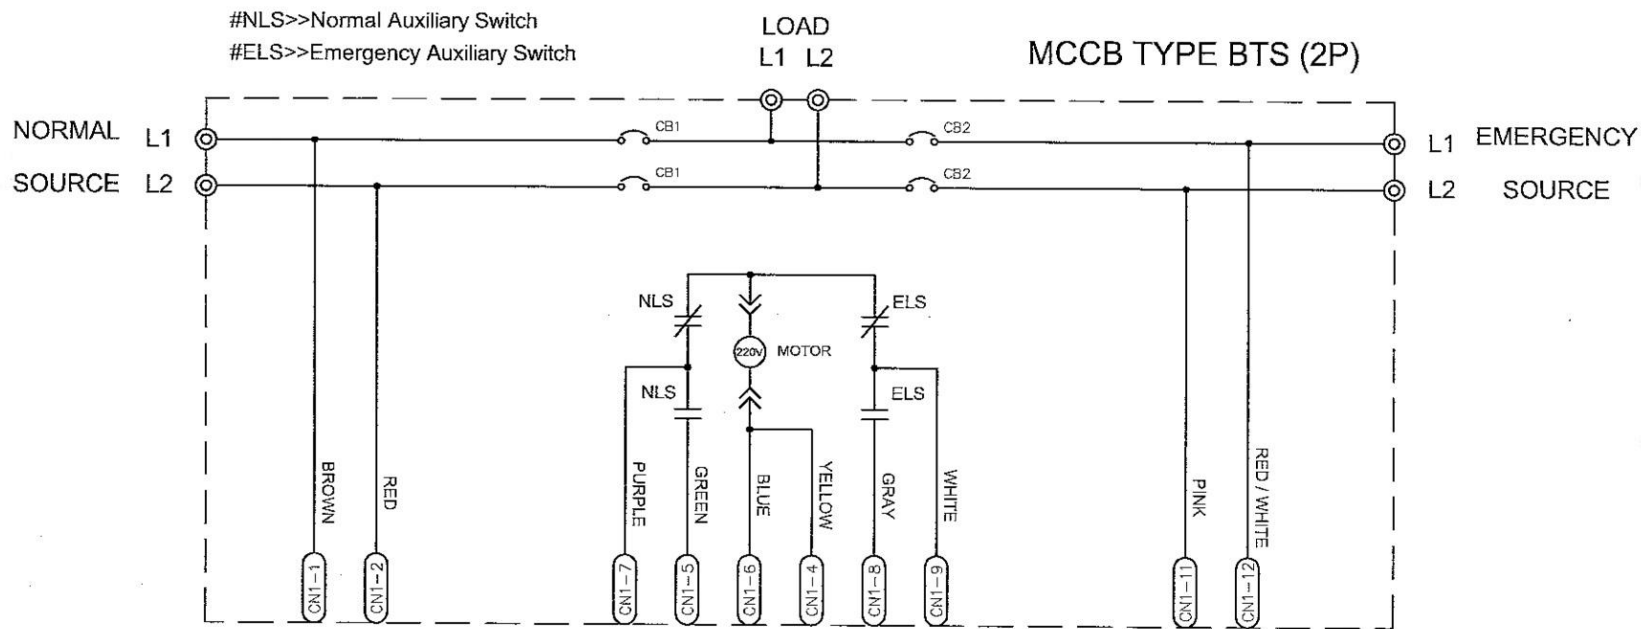 #NLS>>Normal Auxiliary Switch
#ELS>>Emergency Auxiliary Switch
LOAD
L1 L2
MCCB TYPE BTS (2P)
NORMAL L1
SOURCE L2
CB1
CB2
CB1
CB2
L1 EMERGENCY
L2 SOURCE
NLS
ELS
220V MOTOR
NLS
ELS
BROWN
RED
PURPLE
GREEN
BLUE
YELLOW
GRAY
WHITE
PINK
RED / WHITE
CN1-1
CN1-2
CN1-7
CN1-5
CN1-6
CN1-4
CN1-8
CN1-9
CN1-11
CN1-12